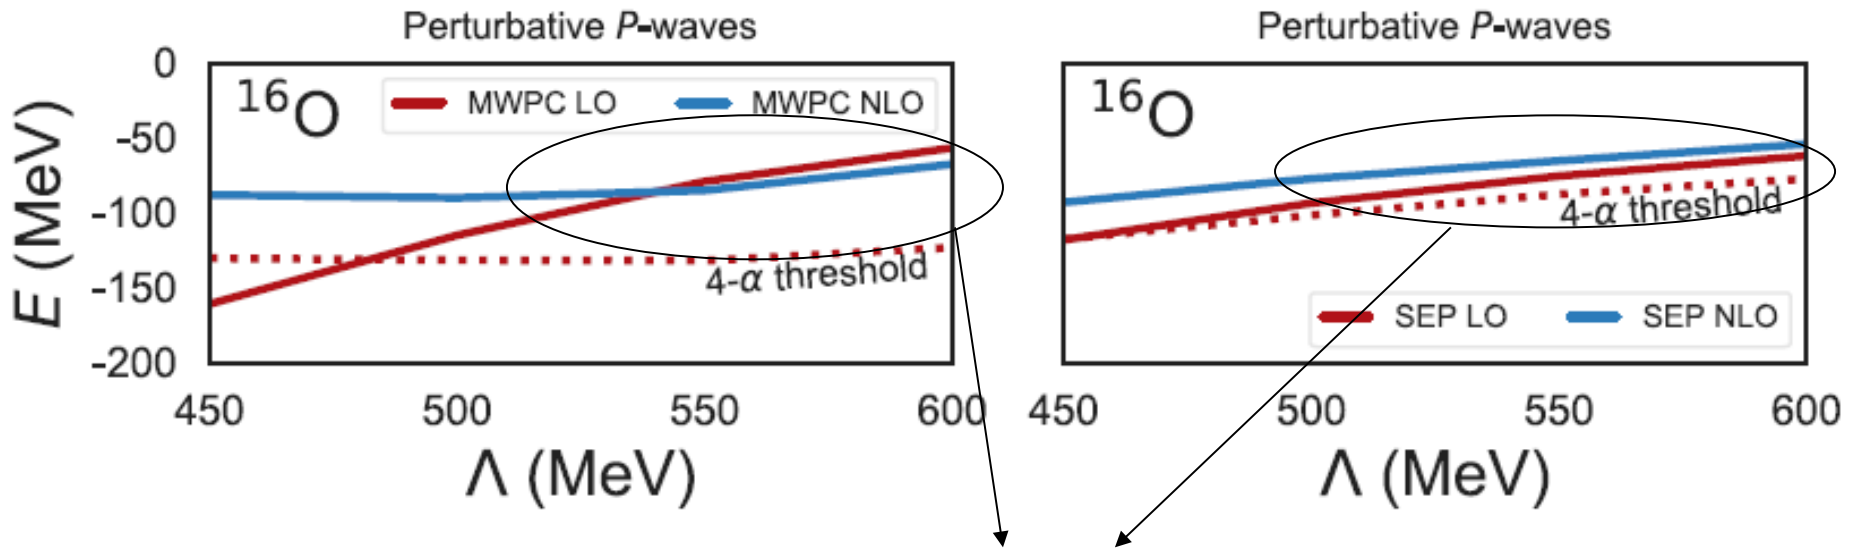 Perturbative P-waves
E (MeV)
0
-50
-100
-150
-200
¹⁶O
MWPC LO
MWPC NLO
4-α threshold
450
500
550
600
Λ (MeV)
Perturbative P-waves
¹⁶O
4-α threshold
SEP LO
SEP NLO
450
500
550
600
Λ (MeV)